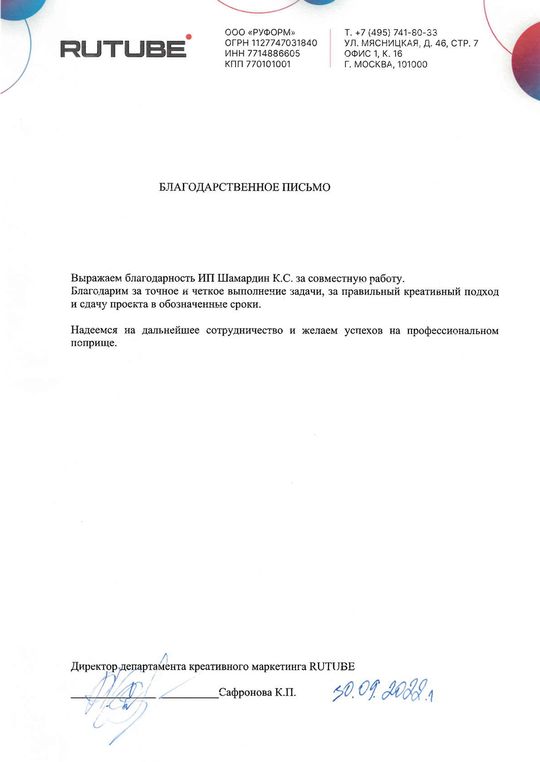 RUTUBE
ООО «РУФОРМ»
ОГРН 1127747031840
ИНН 7714886605
КПП 770101001
Т. +7 (495) 741-80-33
УЛ. МЯСНИЦКАЯ, Д. 46, СТР. 7
ОФИС 1, К. 16
Г. МОСКВА, 101000
БЛАГОДАРСТВЕННОЕ ПИСЬМО
Выражаем благодарность ИП Шамардин К.С. за совместную работу.
Благодарим за точное и четкое выполнение задачи, за правильный креативный подход
и сдачу проекта в обозначенные сроки.
Надеемся на дальнейшее сотрудничество и желаем успехов на профессиональном
поприще.
Директор департамента креативного маркетинга RUTUBE
Сафронова К.П. 30.09.2022г